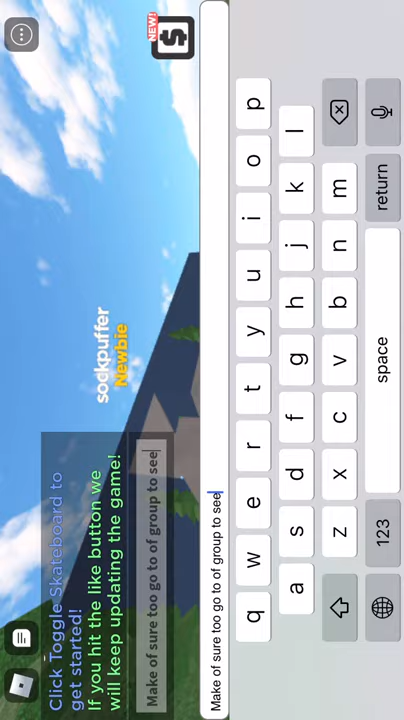 NEW!
$
sockpuffer
Newbie
Click Toggle Skateboard to
get started!
If you hit the like button we
will keep updating the game!
Make of sure too go to of group to see
Make of sure too go to of group to see
q w e r t y u i o p
a s d f g h j k l
z x c v b n m
123 space return